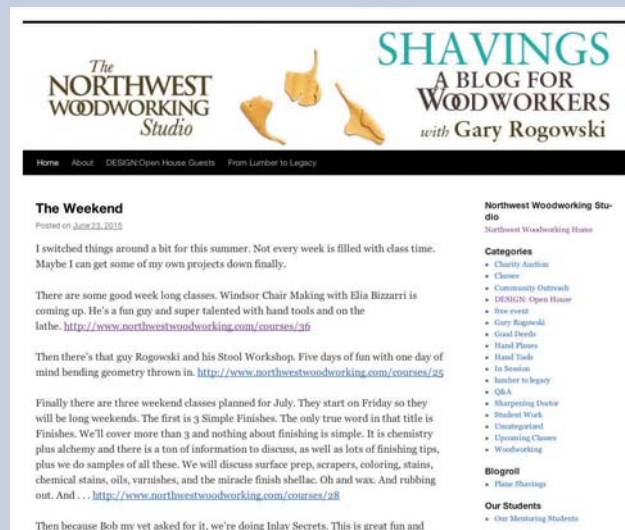 The
NORTHWEST
WOODWORKING
Studio
SHAVINGS
A BLOG FOR
WOODWORKERS
with Gary Rogowski
Home About DESIGN:Open House Guests From Lumber to Legacy
The Weekend
Posted on June 23, 2015
I switched things around a bit for this summer. Not every week is filled with class time.
Maybe I can get some of my own projects down finally.
There are some good week long classes. Windsor Chair Making with Elia Bizzarri is
coming up. He's a fun guy and super talented with hand tools and on the
lathe. http://www.northwestwoodworking.com/courses/36
Then there's that guy Rogowski and his Stool Workshop. Five days of fun with one day of
mind bending geometry thrown in. http://www.northwestwoodworking.com/courses/25
Finally there are three weekend classes planned for July. They start on Friday so they
will be long weekends. The first is 3 Simple Finishes. The only true word in that title is
Finishes. We'll cover more than 3 and nothing about finishing is simple. It is chemistry
plus alchemy and there is a ton of information to discuss, as well as lots of finishing tips,
plus we do samples of all these. We will discuss surface prep, scrapers, coloring, stains,
chemical stains, oils, varnishes, and the miracle finish shellac. Oh and wax. And rubbing
out. And . . . http://www.northwestwoodworking.com/courses/28
Then because Bob my vet asked for it, we're doing Inlay Secrets. This is great fun and
Northwest Woodworking Stu-
dio
Northwest Woodworking Home
Categories
Charity Auction
Classes
Community Outreach
DESIGN: Open House
free event
Gary Rogowski
Good Deeds
Hand Planes
Hand Tools
In Session
lumber to legacy
Q&A
Sharpening Doctor
Student Work
Uncategorized
Upcoming Classes
Woodworking
Blogroll
Plane Shavings
Our Students
Our Mentoring Students